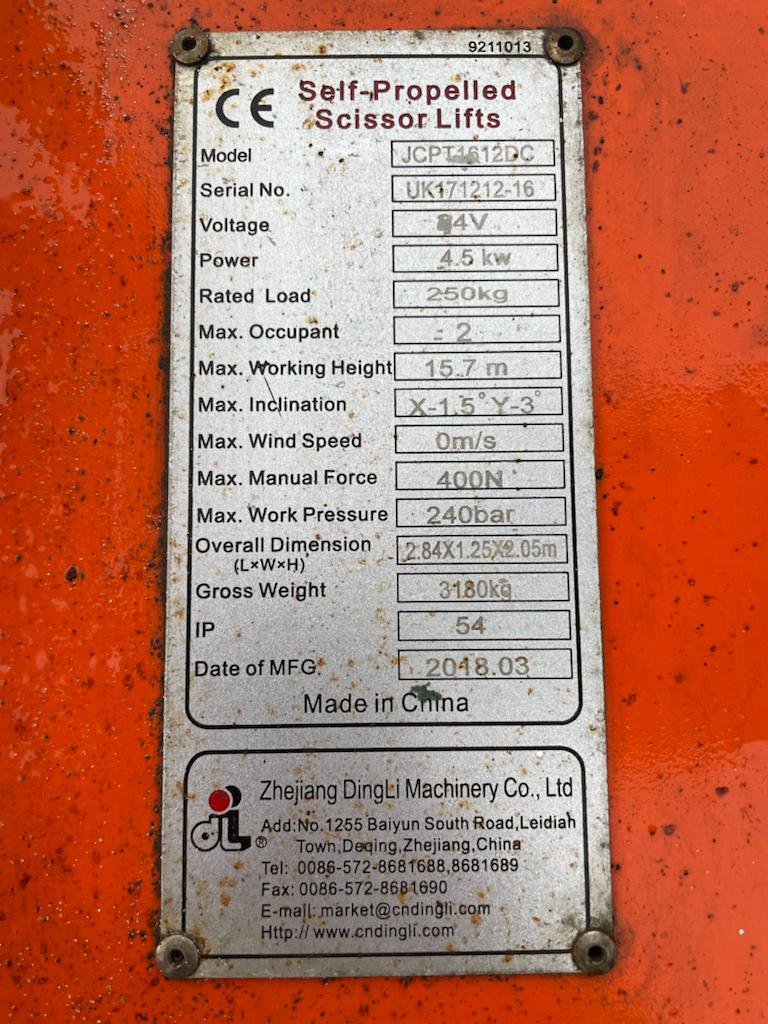 9211013
CE Self-Propelled
Scissor Lifts
Model JCPT1612DC
Serial No. UK171212-16
Voltage
Power 4.5 kw
Rated Load 250kg
Max. Occupant 2
Max. Working Height 15.7 m
Max. Inclination X-1.5° Y-3°
Max. Wind Speed 0m/s
Max. Manual Force 400N
Max. Work Pressure 240bar
Overall Dimension 2.84X1.25X2.05m
(L×W×H)
Gross Weight 3180kg
IP 54
Date of MFG. 2018.03
Made in China
Zhejiang DingLi Machinery Co., Ltd
dL ® Add:No.1255 Baiyun South Road,Leidian
Town,Deqing,Zhejiang,China
Tel: 0086-572-8681688,8681689
Fax: 0086-572-8681690
E-mail: market@cndingli.com
Http:// www.cndingli.com